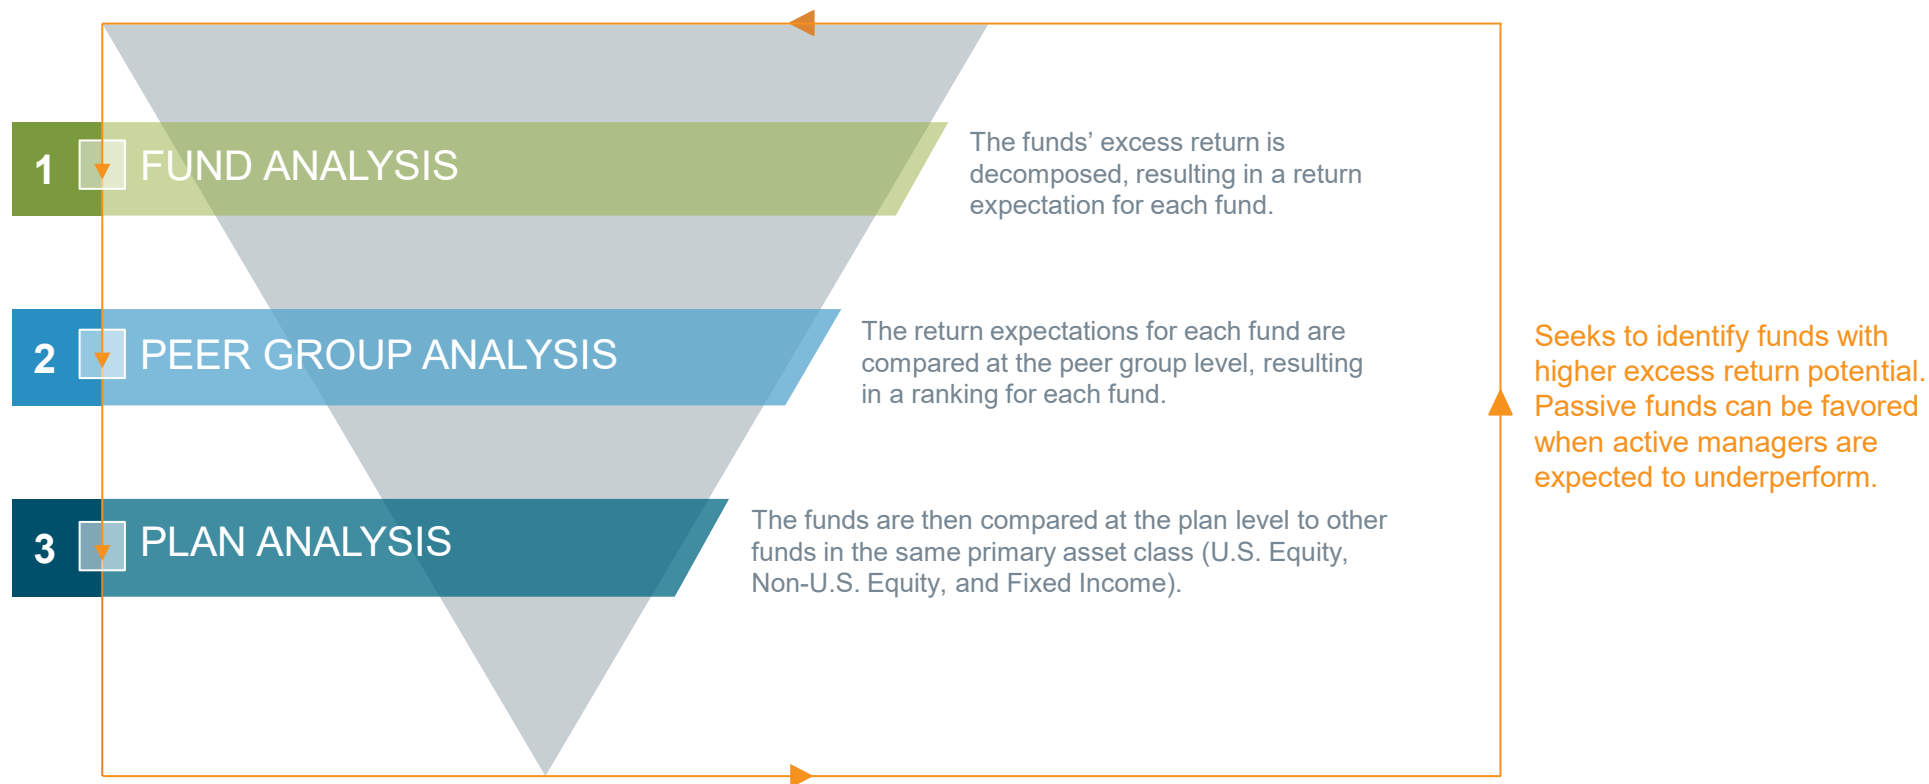 1 FUND ANALYSIS
The funds’ excess return is
decomposed, resulting in a return
expectation for each fund.
2 PEER GROUP ANALYSIS
The return expectations for each fund are
compared at the peer group level, resulting
in a ranking for each fund.
3 PLAN ANALYSIS
The funds are then compared at the plan level to other
funds in the same primary asset class (U.S. Equity,
Non-U.S. Equity, and Fixed Income).
Seeks to identify funds with
higher excess return potential.
Passive funds can be favored
when active managers are
expected to underperform.